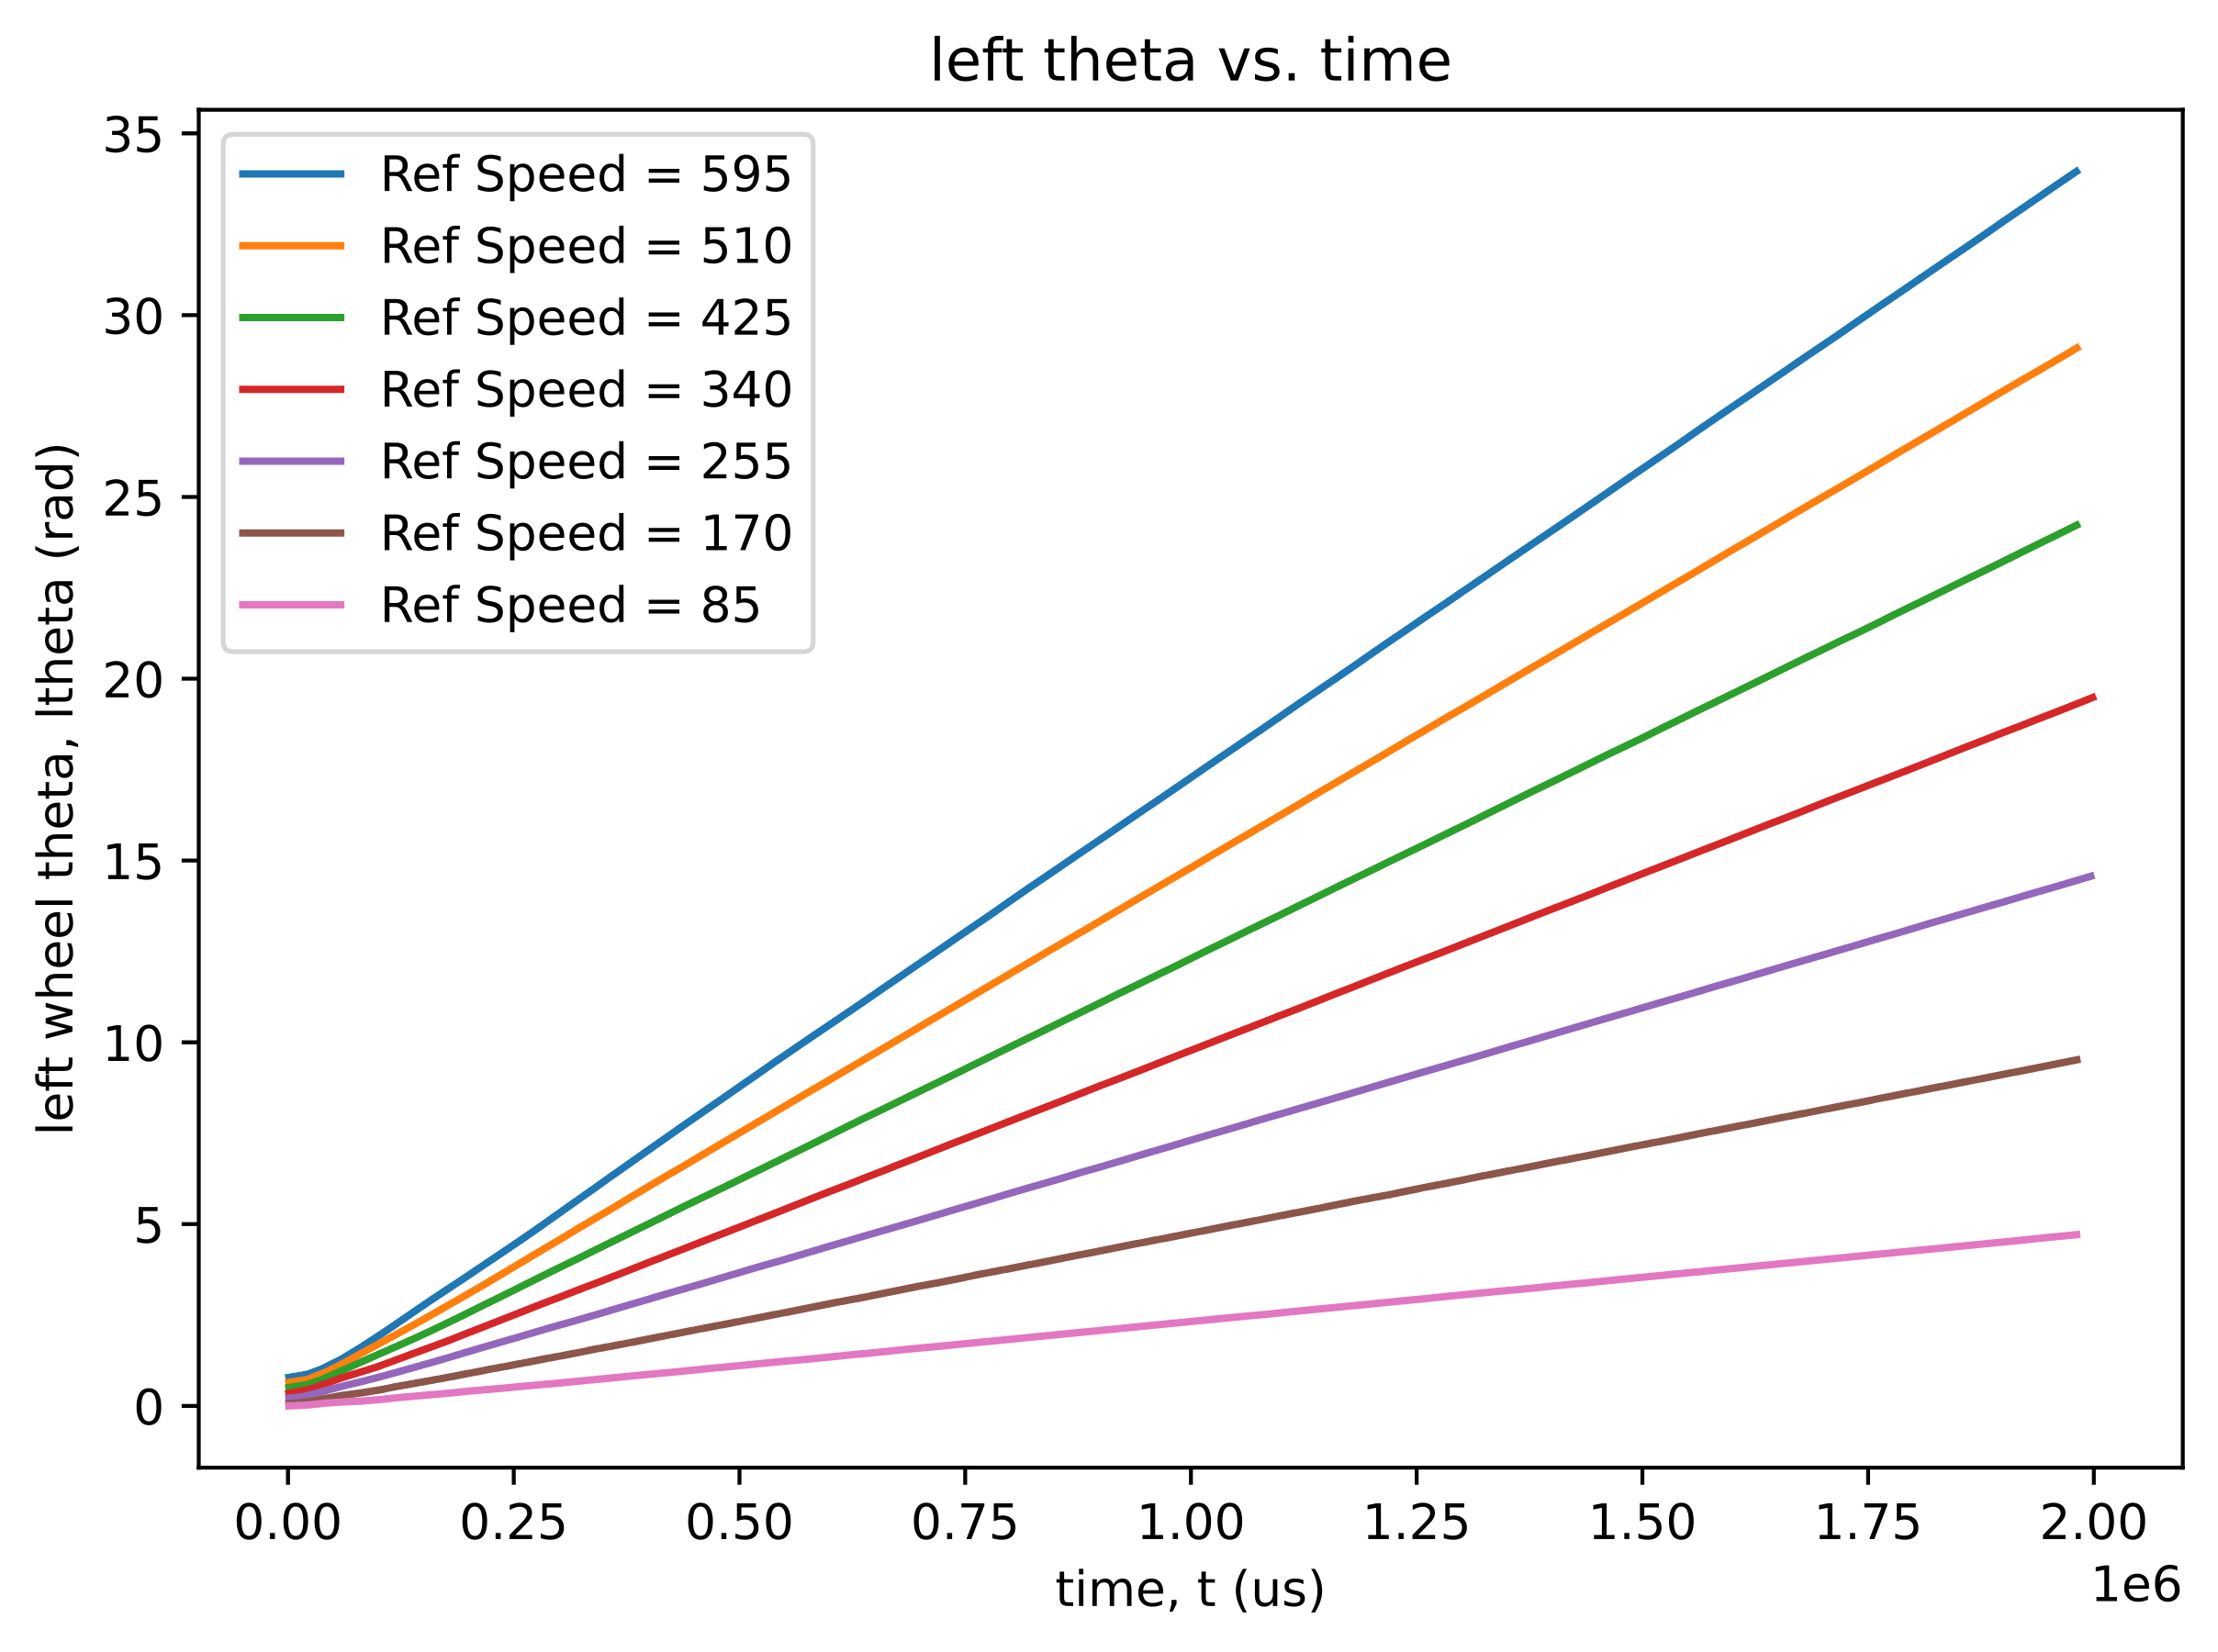 left theta vs. time
left wheel theta, ltheta (rad)
35
30
25
20
15
10
5
0
Ref Speed = 595
Ref Speed = 510
Ref Speed = 425
Ref Speed = 340
Ref Speed = 255
Ref Speed = 170
Ref Speed = 85
0.00 0.25 0.50 0.75 1.00 1.25 1.50 1.75 2.00
1e6
time, t (us)